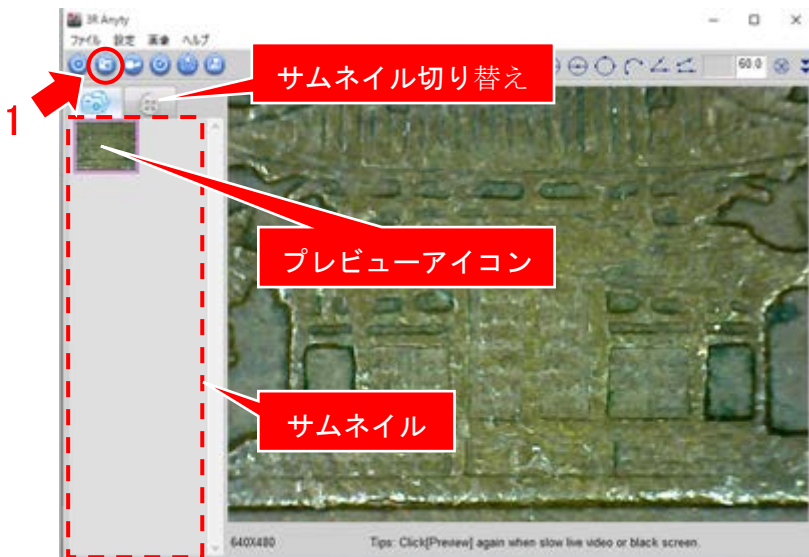 3R Anyty
ファイル 設定 画像 ヘルプ
サムネイル切り替え
60.0
1
プレビューアイコン
サムネイル
640X480
Tips: Click[Preview] again when slow live video or black screen.